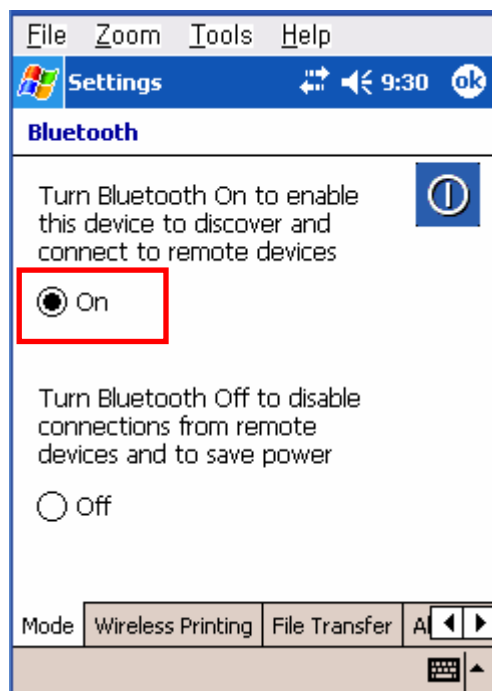 File Zoom Tools Help
Settings 9:30 ok
Bluetooth
Turn Bluetooth On to enable
this device to discover and
connect to remote devices
On
Turn Bluetooth Off to disable
connections from remote
devices and to save power
Off
Mode Wireless Printing File Transfer